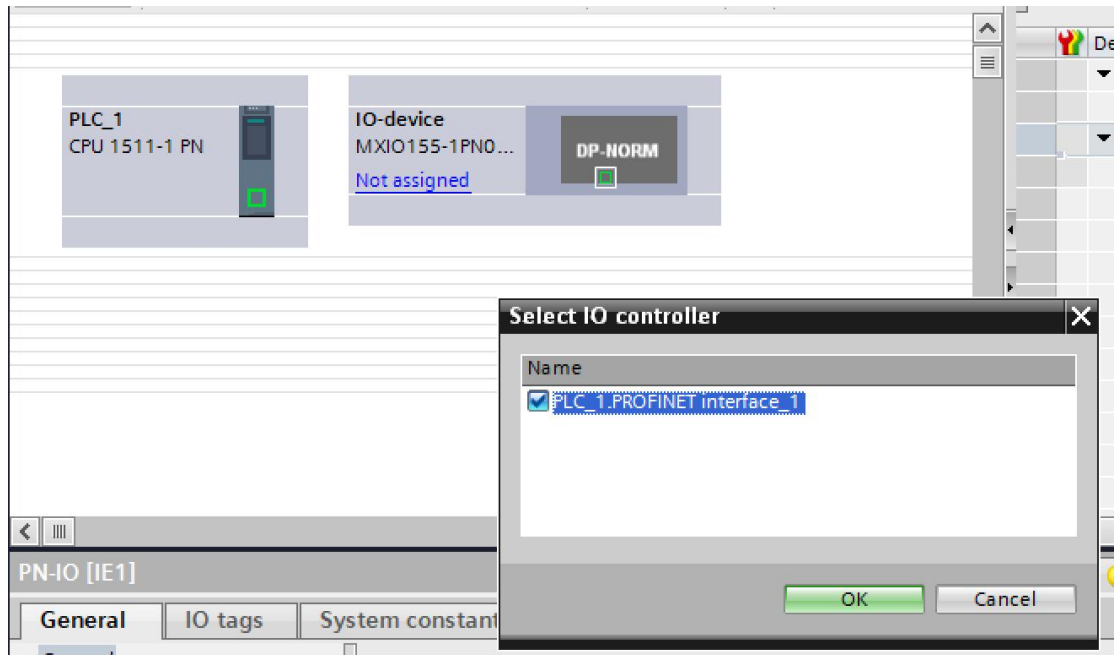 De
PLC_1
CPU 1511-1 PN
IO-device
MXIO155-1PN0...
Not assigned
DP-NORM
Select IO controller
Name
PLC_1.PROFINET interface_1
OK
Cancel
PN-IO [IE1]
General
IO tags
System constant